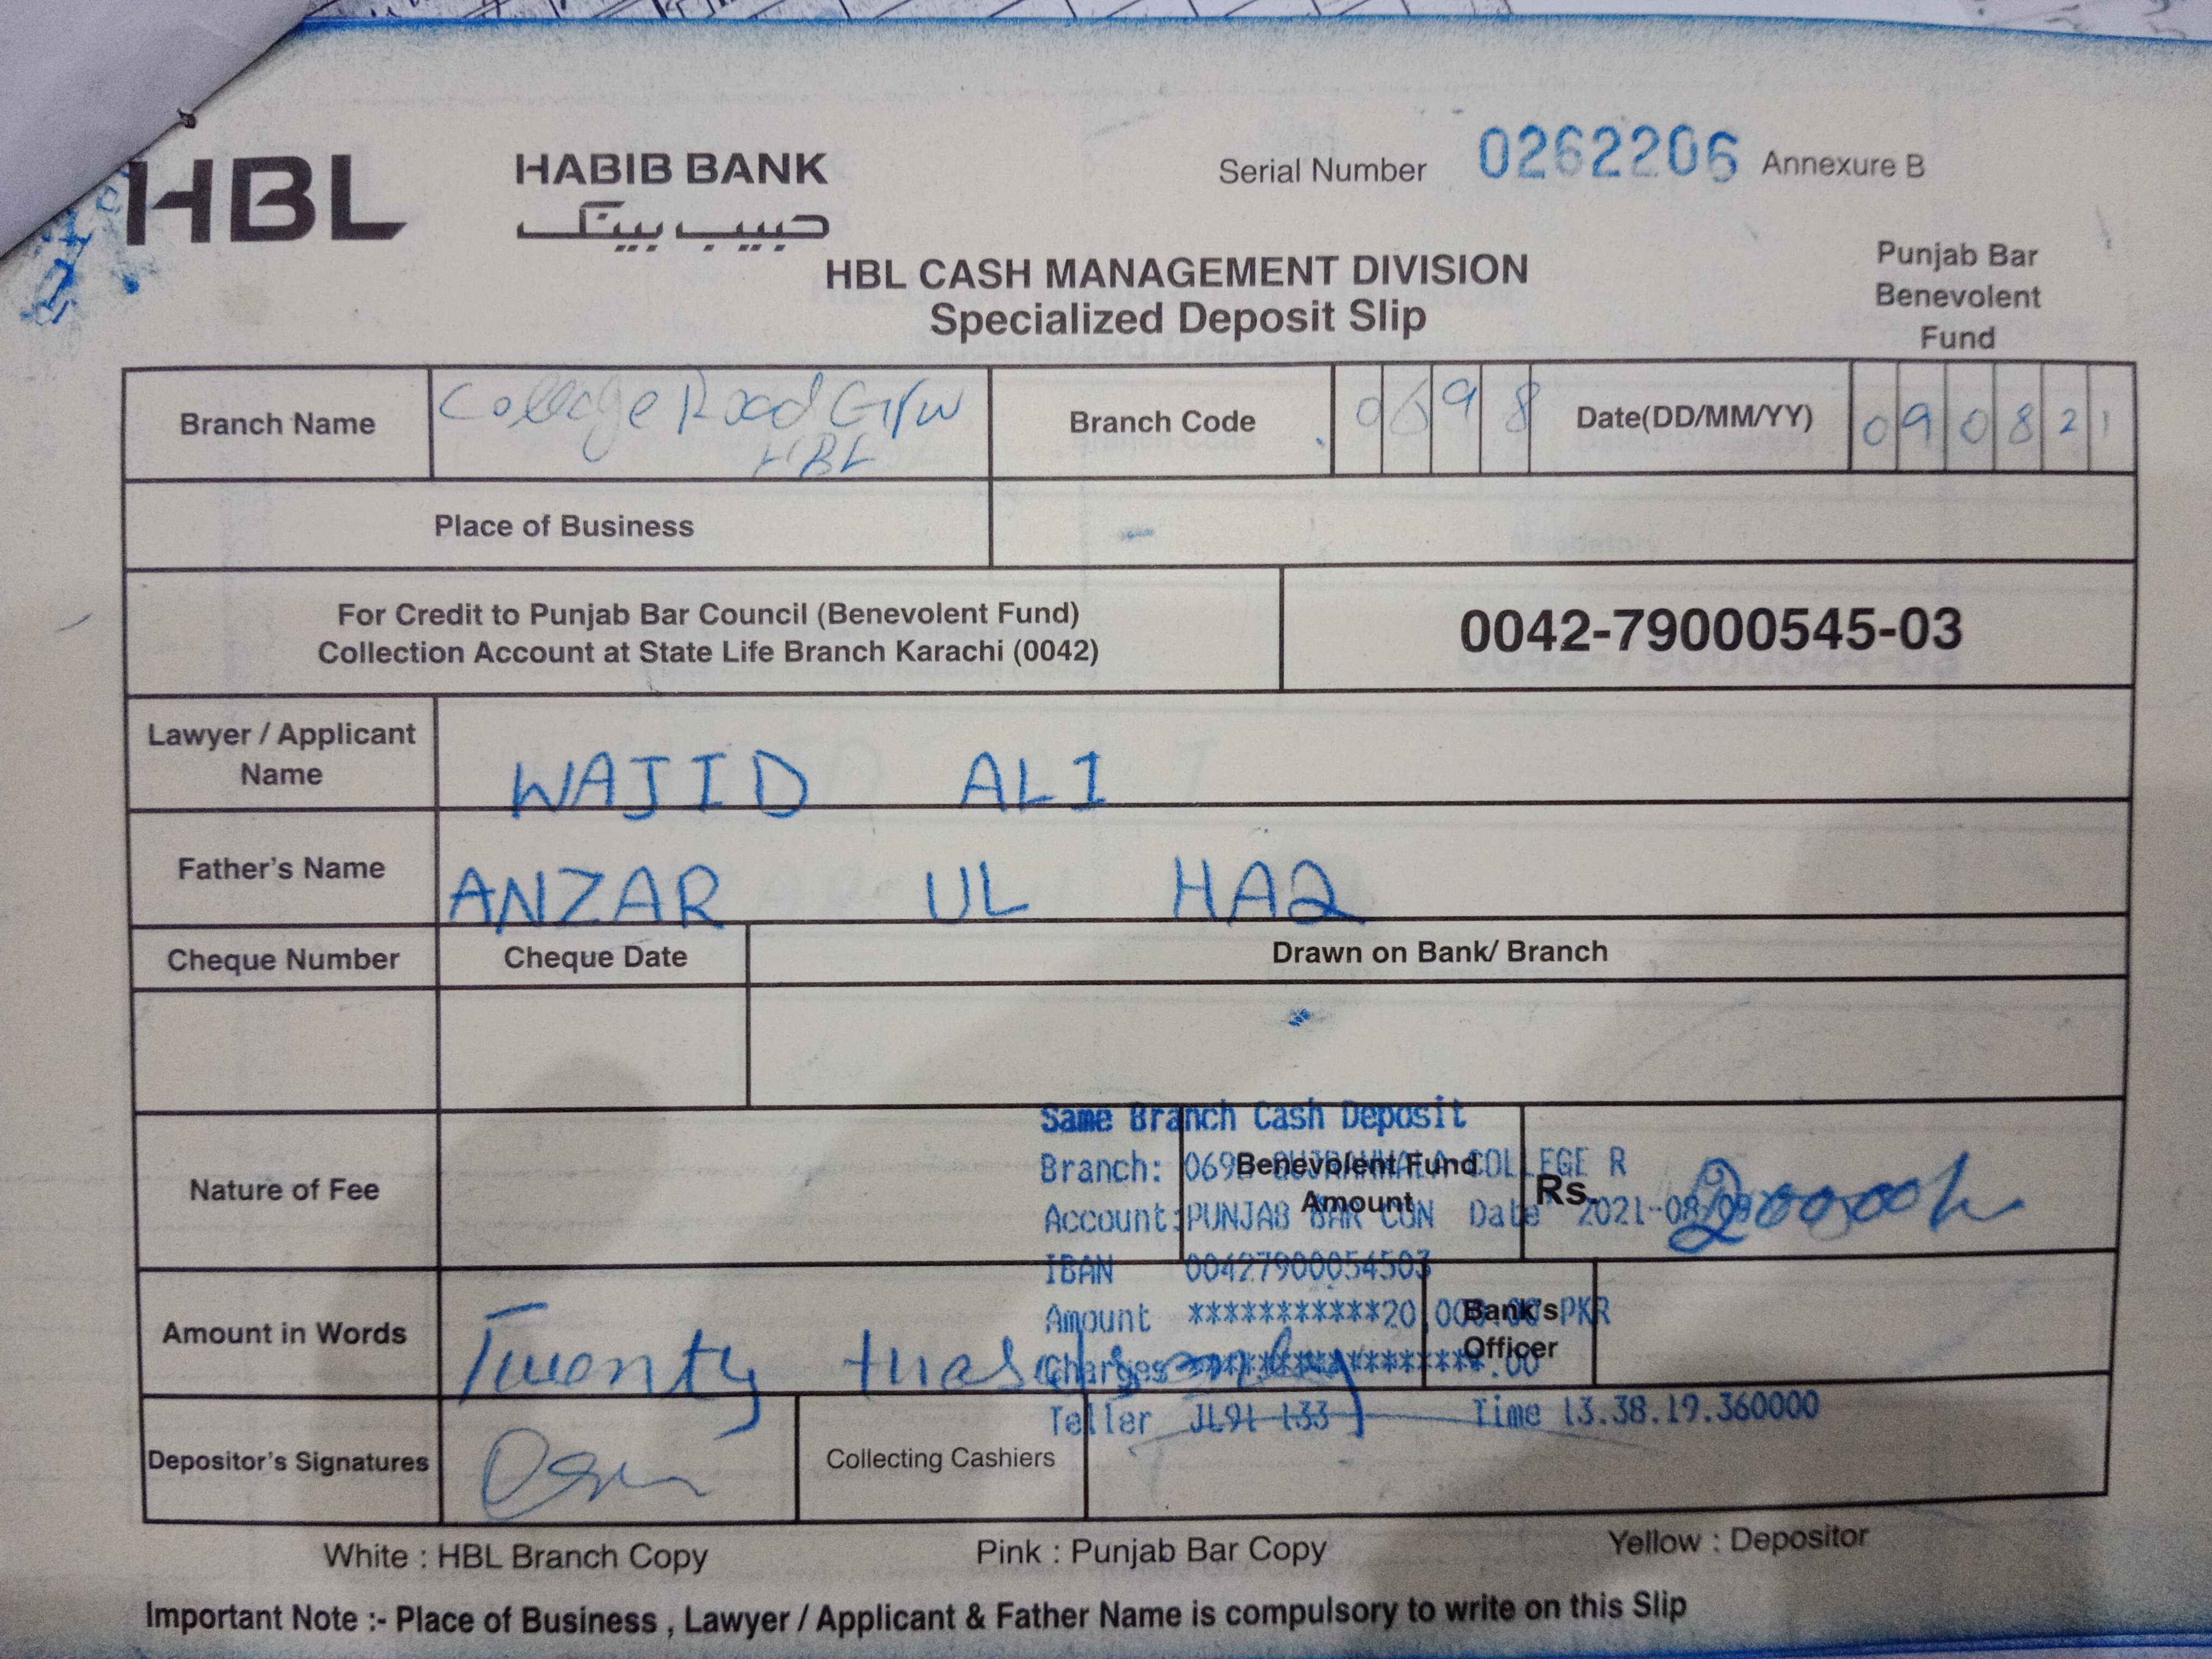 HBL
HABIB BANK
حبیب بینک
Serial Number 0262206 Annexure B
Punjab Bar
Benevolent
Fund
HBL CASH MANAGEMENT DIVISION
Specialized Deposit Slip
Branch Name College Road G/W HBL Branch Code 0698 Date(DD/MM/YY) 090821
Place of Business
For Credit to Punjab Bar Council (Benevolent Fund)
Collection Account at State Life Branch Karachi (0042)
0042-79000545-03
Lawyer / Applicant
Name
WAJID ALI
Father's Name ANZAR UL HAQ
Cheque Number Cheque Date Drawn on Bank/ Branch
Same Branch Cash Deposit
Branch: 0698 GUJRANWALA COLLEGE R
Nature of Fee
Benevolent Fund
Amount
Rs.
Account: PUNJAB BAR CON Date 2021-08-09
IBAN 00427900054503
Amount ***********20,000.00 PKR
Amount in Words Twenty
Bank's
Officer
Charges .00
Teller JL91 133 Time 13.38.19.360000
Depositor's Signatures Collecting Cashiers
White : HBL Branch Copy Pink : Punjab Bar Copy Yellow : Depositor
Important Note :- Place of Business , Lawyer / Applicant & Father Name is compulsory to write on this Slip